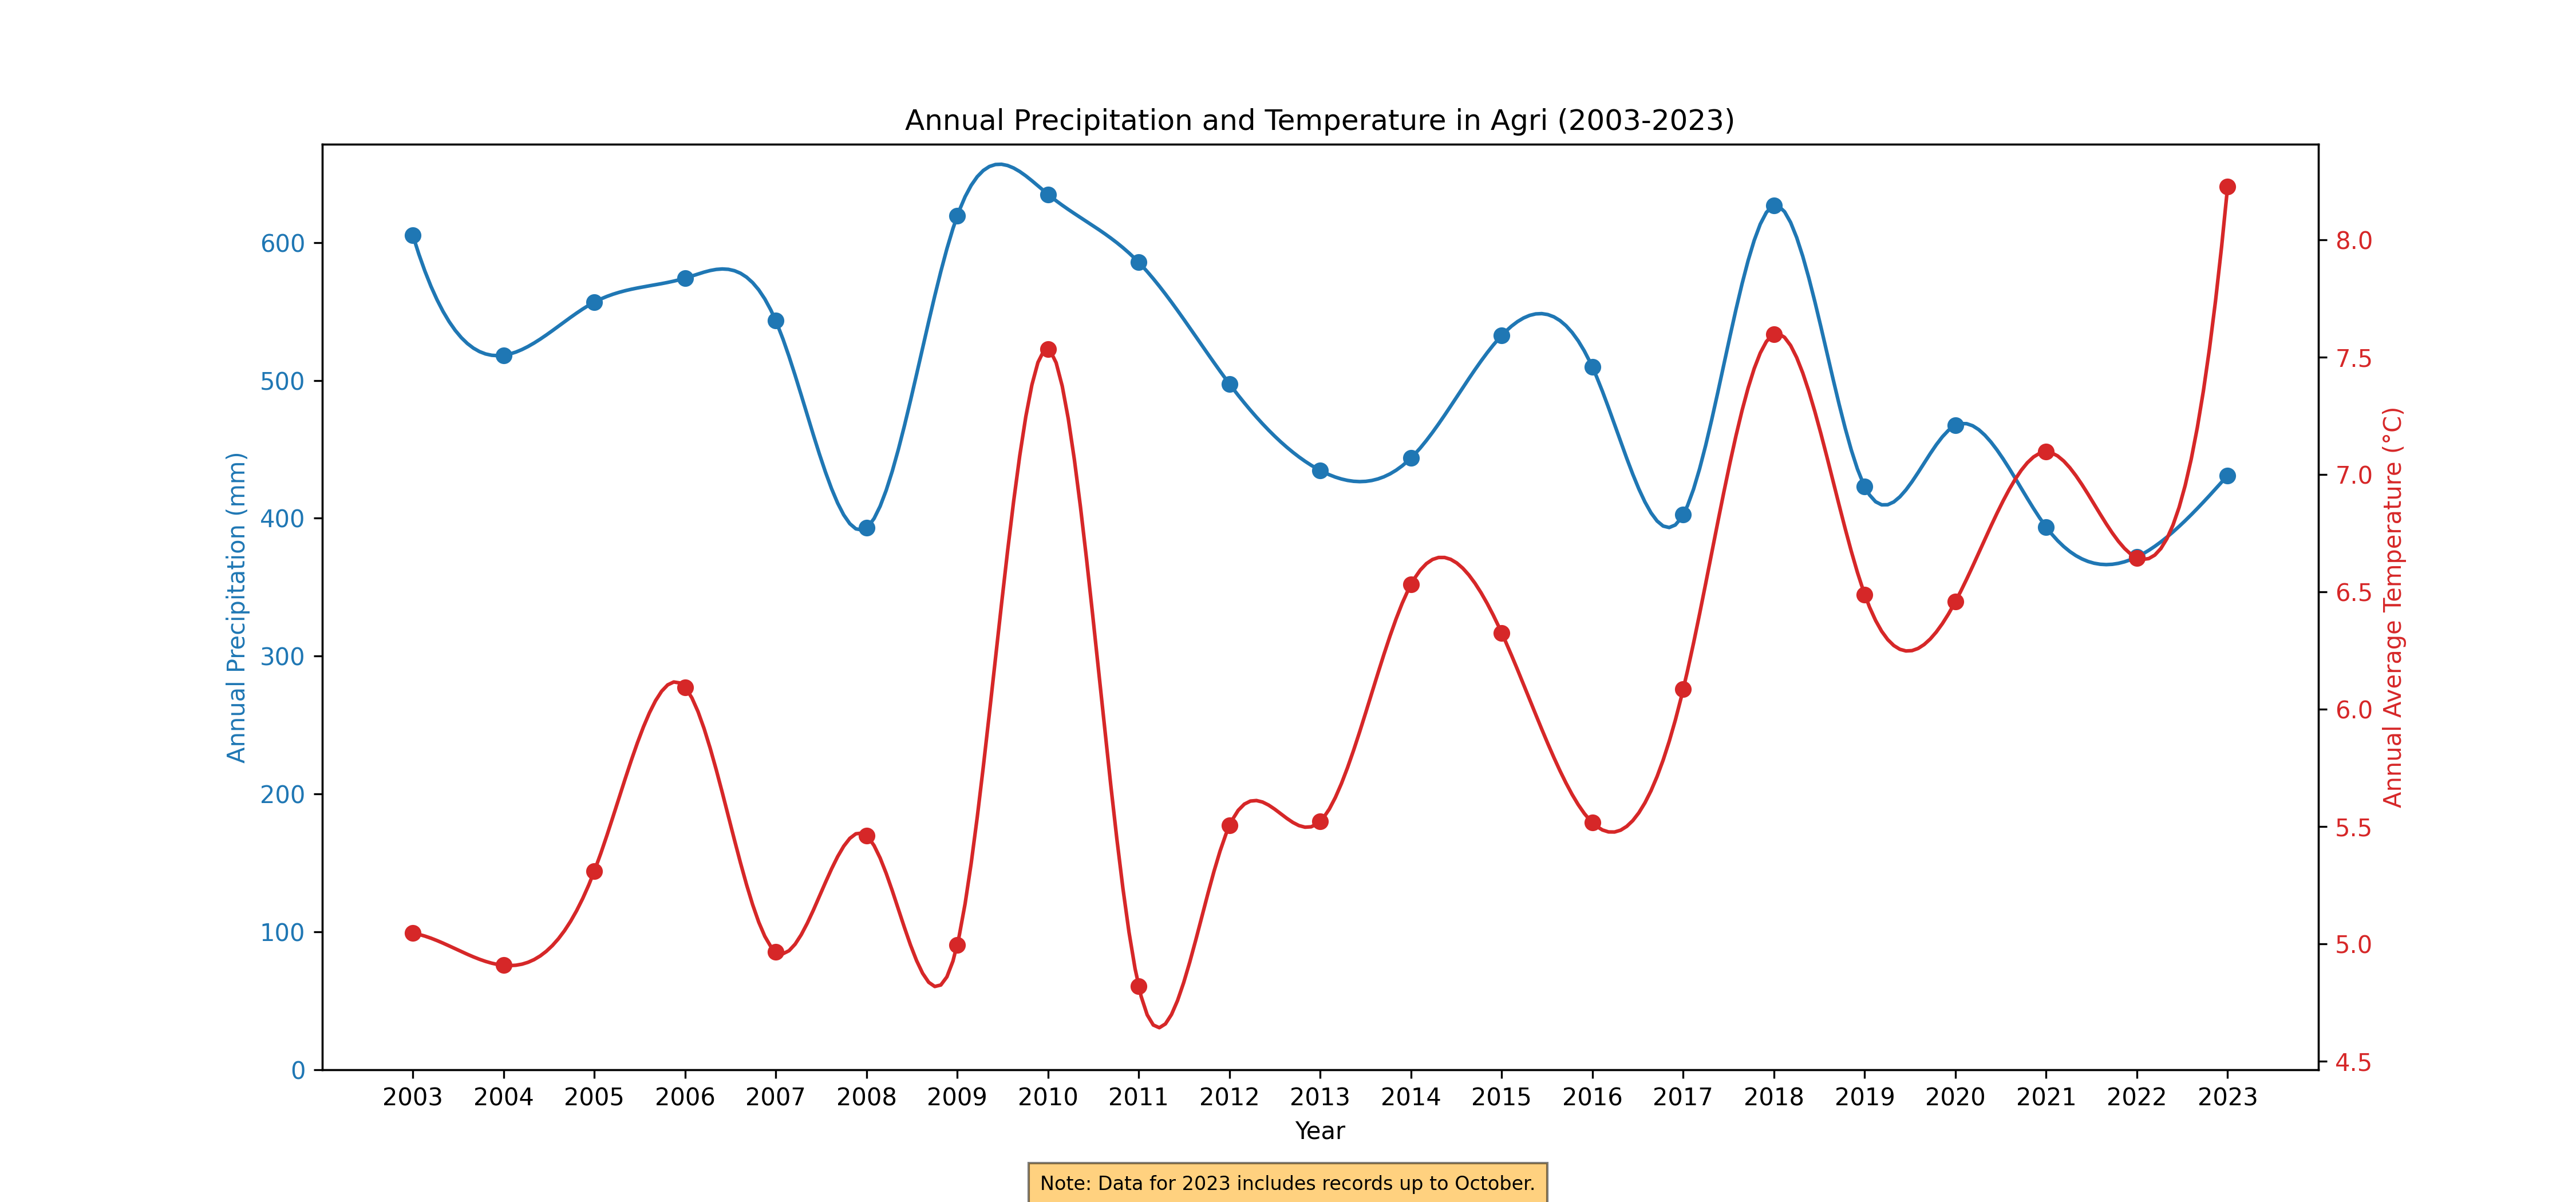 Annual Precipitation and Temperature in Agri (2003-2023)
Annual Precipitation (mm)
600
500
400
300
200
100
0
8.0
7.5
7.0
6.5
6.0
5.5
5.0
4.5
Annual Average Temperature (°C)
2003 2004 2005 2006 2007 2008 2009 2010 2011 2012 2013 2014 2015 2016 2017 2018 2019 2020 2021 2022 2023
Year
Note: Data for 2023 includes records up to October.